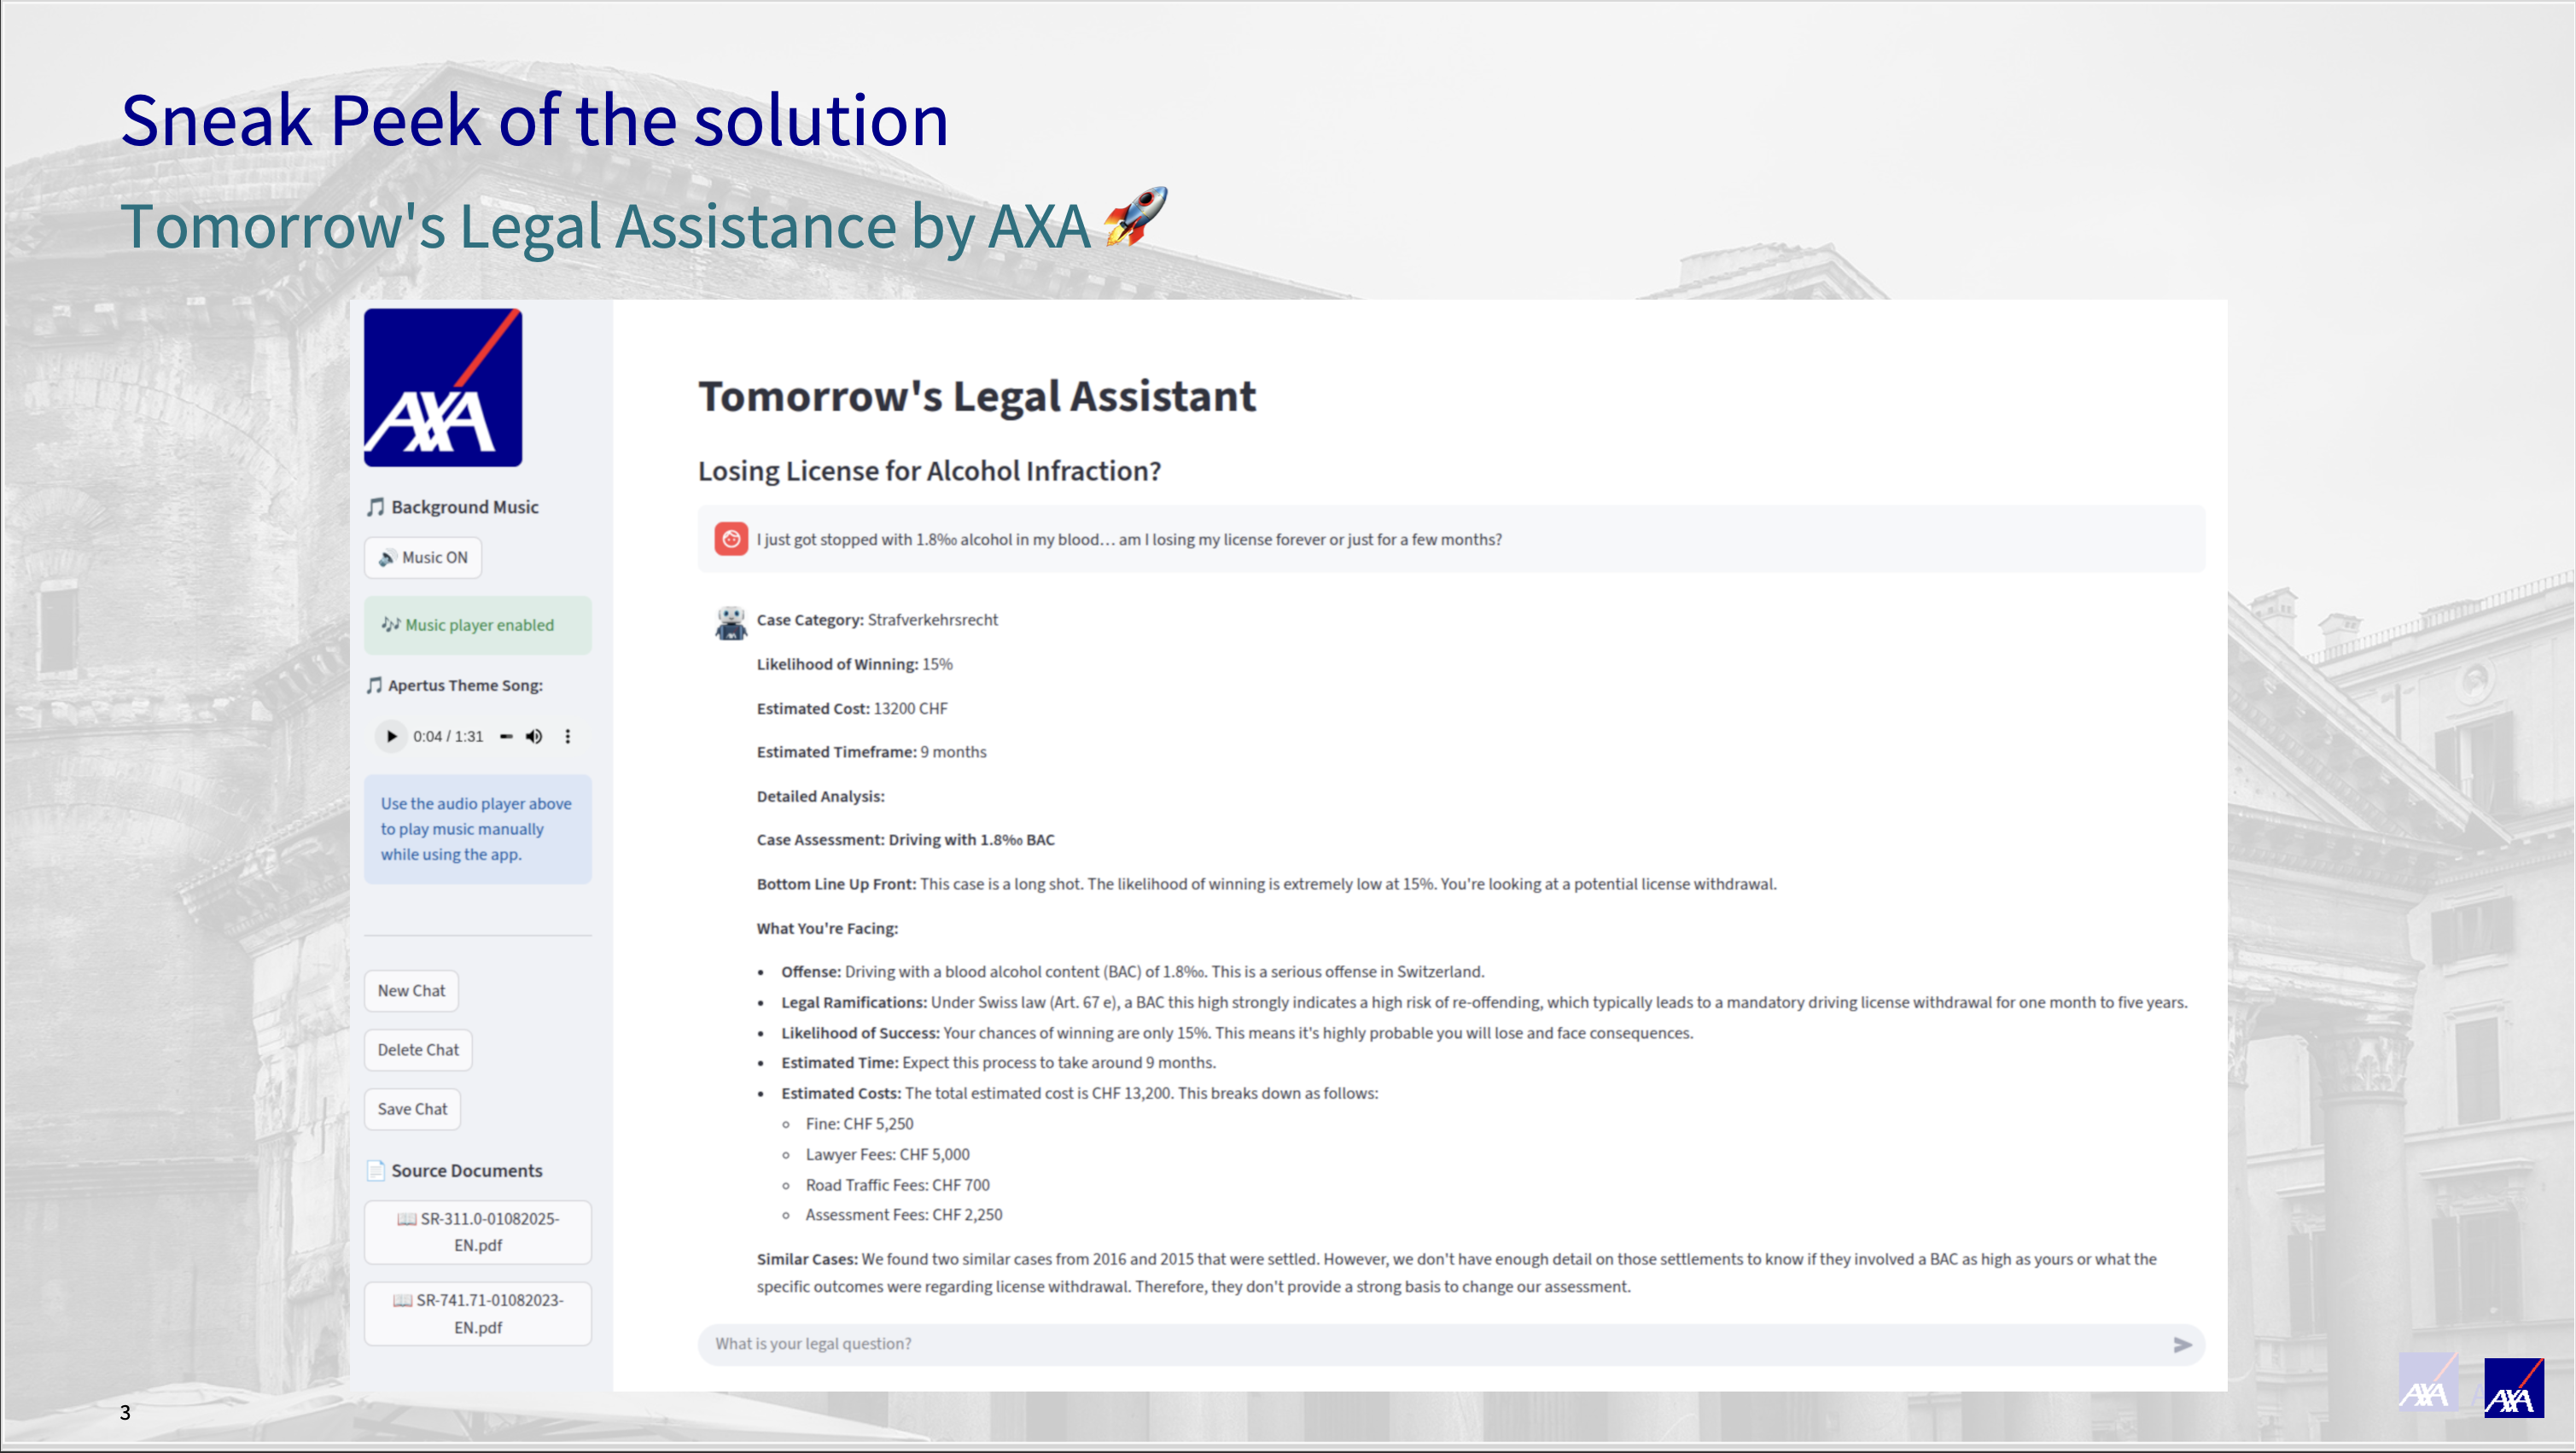 Sneak Peek of the solution
Tomorrow's Legal Assistance by AXA 🚀
AXA
🎵 Background Music
🔊 Music ON
🎶 Music player enabled
🎵 Apertus Theme Song:
0:04 / 1:31
Use the audio player above
to play music manually
while using the app.
New Chat
Delete Chat
Save Chat
📄 Source Documents
📖 SR-311.0-01082025-
EN.pdf
📖 SR-741.71-01082023-
EN.pdf
Tomorrow's Legal Assistant
Losing License for Alcohol Infraction?
I just got stopped with 1.8‰ alcohol in my blood… am I losing my license forever or just for a few months?
Case Category: Strafverkehrsrecht
Likelihood of Winning: 15%
Estimated Cost: 13200 CHF
Estimated Timeframe: 9 months
Detailed Analysis:
Case Assessment: Driving with 1.8‰ BAC
Bottom Line Up Front: This case is a long shot. The likelihood of winning is extremely low at 15%. You're looking at a potential license withdrawal.
What You're Facing:
• Offense: Driving with a blood alcohol content (BAC) of 1.8‰. This is a serious offense in Switzerland.
• Legal Ramifications: Under Swiss law (Art. 67 e), a BAC this high strongly indicates a high risk of re-offending, which typically leads to a mandatory driving license withdrawal for one month to five years.
• Likelihood of Success: Your chances of winning are only 15%. This means it's highly probable you will lose and face consequences.
• Estimated Time: Expect this process to take around 9 months.
• Estimated Costs: The total estimated cost is CHF 13,200. This breaks down as follows:
◦ Fine: CHF 5,250
◦ Lawyer Fees: CHF 5,000
◦ Road Traffic Fees: CHF 700
◦ Assessment Fees: CHF 2,250
Similar Cases: We found two similar cases from 2016 and 2015 that were settled. However, we don't have enough detail on those settlements to know if they involved a BAC as high as yours or what the
specific outcomes were regarding license withdrawal. Therefore, they don't provide a strong basis to change our assessment.
What is your legal question?
3
AXA
AXA